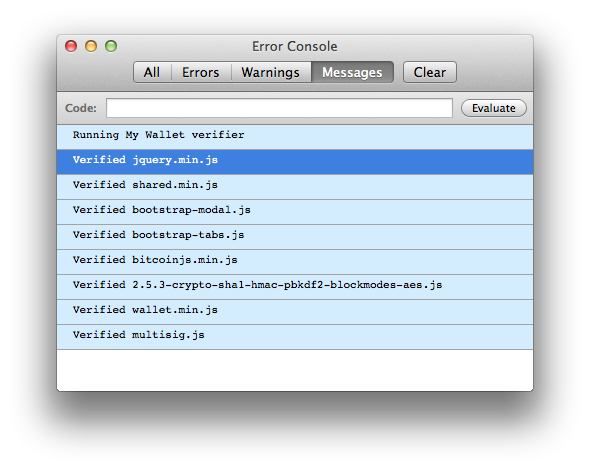 Error Console
All Errors Warnings Messages Clear
Code: Evaluate
Running My Wallet verifier
Verified jquery.min.js
Verified shared.min.js
Verified bootstrap-modal.js
Verified bootstrap-tabs.js
Verified bitcoinjs.min.js
Verified 2.5.3-crypto-sha1-hmac-pbkdf2-blockmodes-aes.js
Verified wallet.min.js
Verified multisig.js